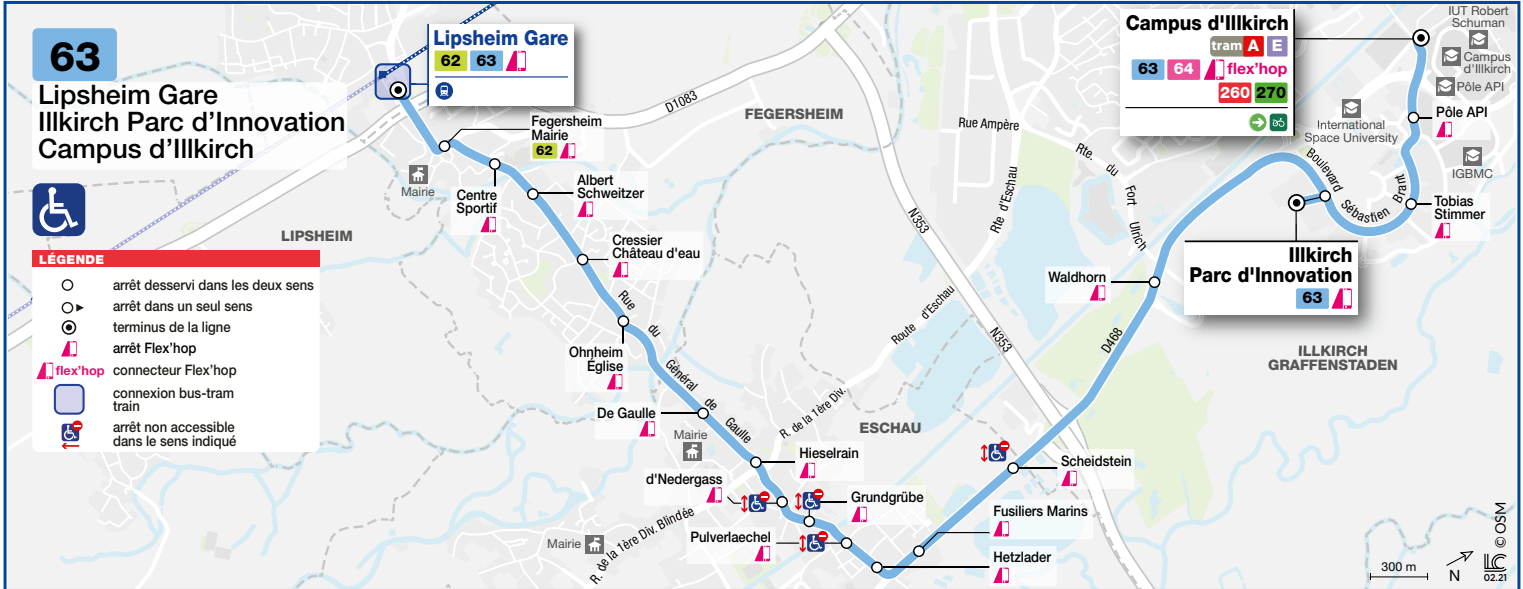 63
Lipsheim Gare
Illkirch Parc d'Innovation
Campus d'Illkirch
LÉGENDE
arrêt desservi dans les deux sens
arrêt dans un seul sens
terminus de la ligne
arrêt Flex'hop
flex'hop connecteur Flex'hop
connexion bus-tram
train
arrêt non accessible
dans le sens indiqué
Lipsheim Gare
62 63
Fegersheim
Mairie
62
Mairie
Centre
Sportif
Albert
Schweitzer
Cressier
Château d'eau
LIPSHEIM
D1083
FEGERSHEIM
Rue du Général de Gaulle
Ohnheim
Église
De Gaulle
Mairie
Hieselrain
d'Nedergass
Grundgrübe
Pulverlaechel
Mairie
R. de la 1ère Div. Blindée
R. de la 1ère Div.
Route d'Eschau
ESCHAU
Fusiliers Marins
Hetzlader
Scheidstein
N353
N353
Rue Ampère
Rte d'Eschau
Rte. du Fort Ulrich
Waldhorn
D468
Campus d'Illkirch
tram A E
63 64 flex'hop
260 270
Illkirch
Parc d'Innovation
63
ILLKIRCH
GRAFFENSTADEN
International
Space University
Boulevard Sébastien Brant
IUT Robert
Schuman
Campus
d'Illkirch
Pôle API
Pôle API
IGBMC
Tobias
Stimmer
300 m
N
LC
02.21
© OSM